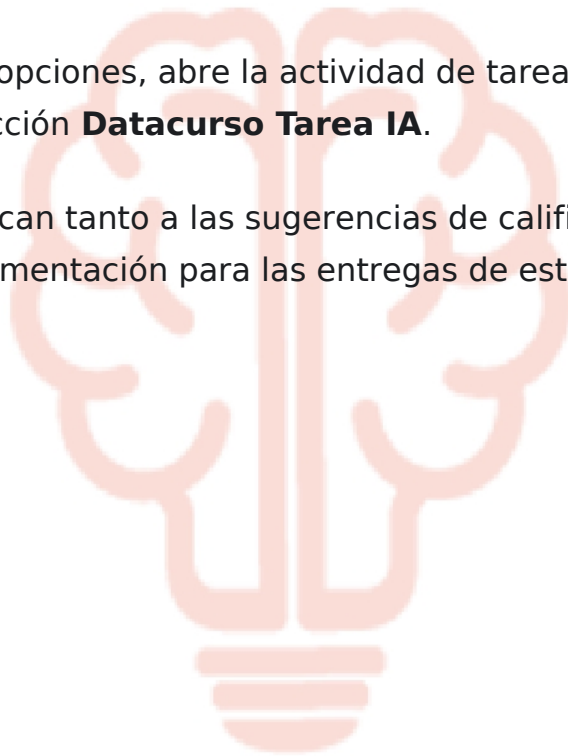 opciones, abre la actividad de tarea
cción Datacurso Tarea IA.
can tanto a las sugerencias de calif
mentación para las entregas de est